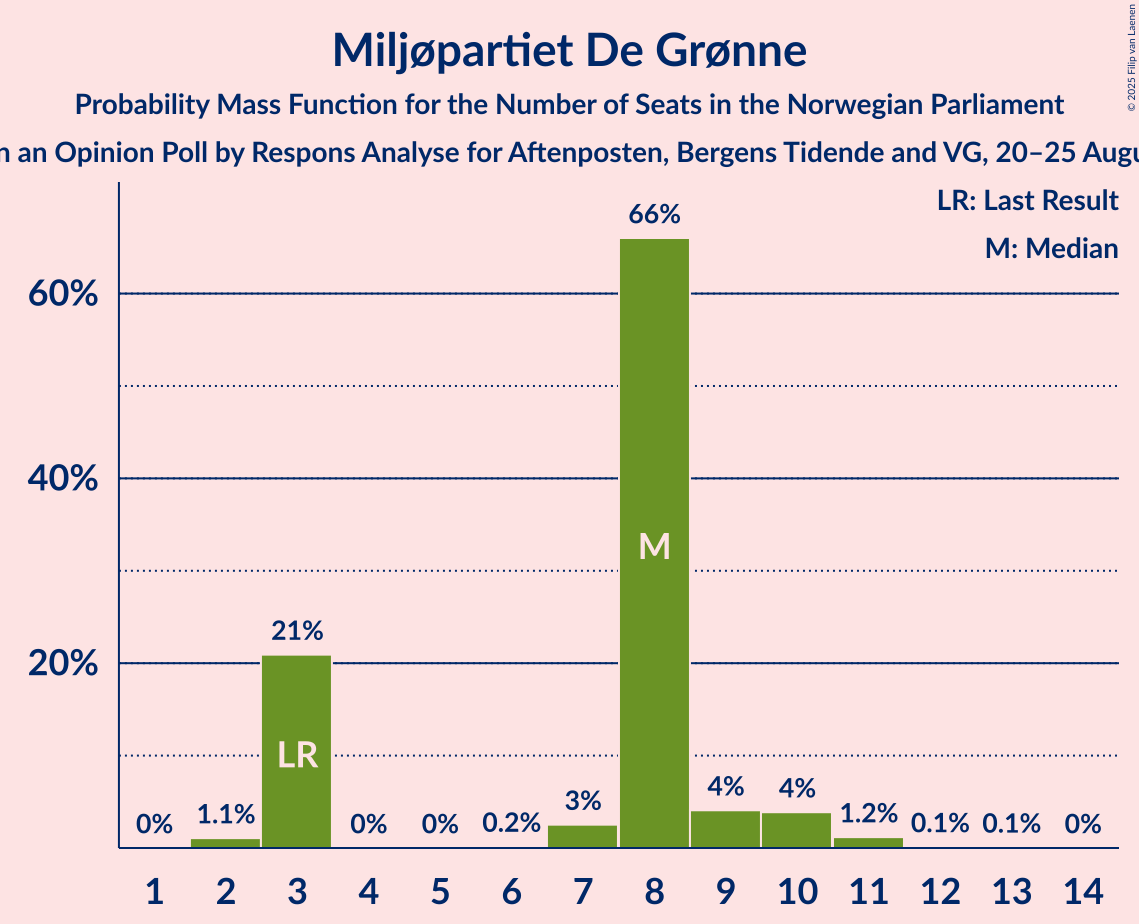 Miljøpartiet De Grønne
Probability Mass Function for the Number of Seats in the Norwegian Parliament
an Opinion Poll by Respons Analyse for Aftenposten, Bergens Tidende and VG, 20–25
© 2025 Filip van Laenen
LR: Last Result
M: Median
66%
60%
40%
M
21%
20%
LR
0% 1.1% 0% 0% 0.2% 3% 4% 4% 1.2% 0.1% 0.1% 0%
1 2 3 4 5 6 7 8 9 10 11 12 13 14